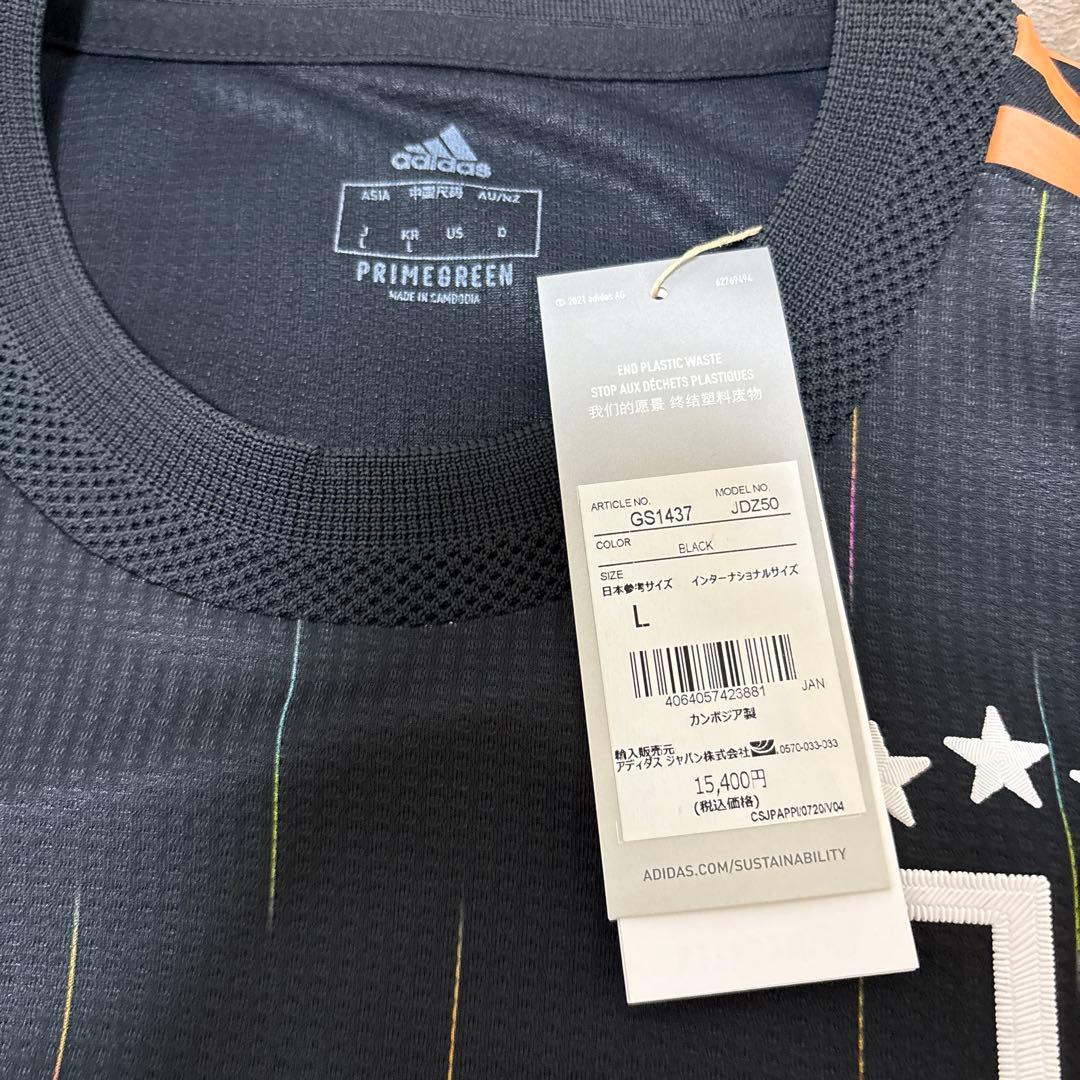 adidas
ASIA 中国尺码 AU/NZ
J KR US D
L L
PRIMEGREEN
MADE IN CAMBODIA
© 2021 adidas AG
62769494
END PLASTIC WASTE
STOP AUX DÉCHETS PLASTIQUES
我们的愿景 终结塑料废物
ARTICLE NO. MODEL NO.
GS1437 JDZ50
COLOR
BLACK
SIZE
日本参考サイズ インターナショナルサイズ
L
4064057423881 JAN
カンボジア製
輸入販売元
アディダス ジャパン株式会社 0570-033-033
15,400円
(税込価格)
CSJPAPPI/0720/V04
ADIDAS.COM/SUSTAINABILITY